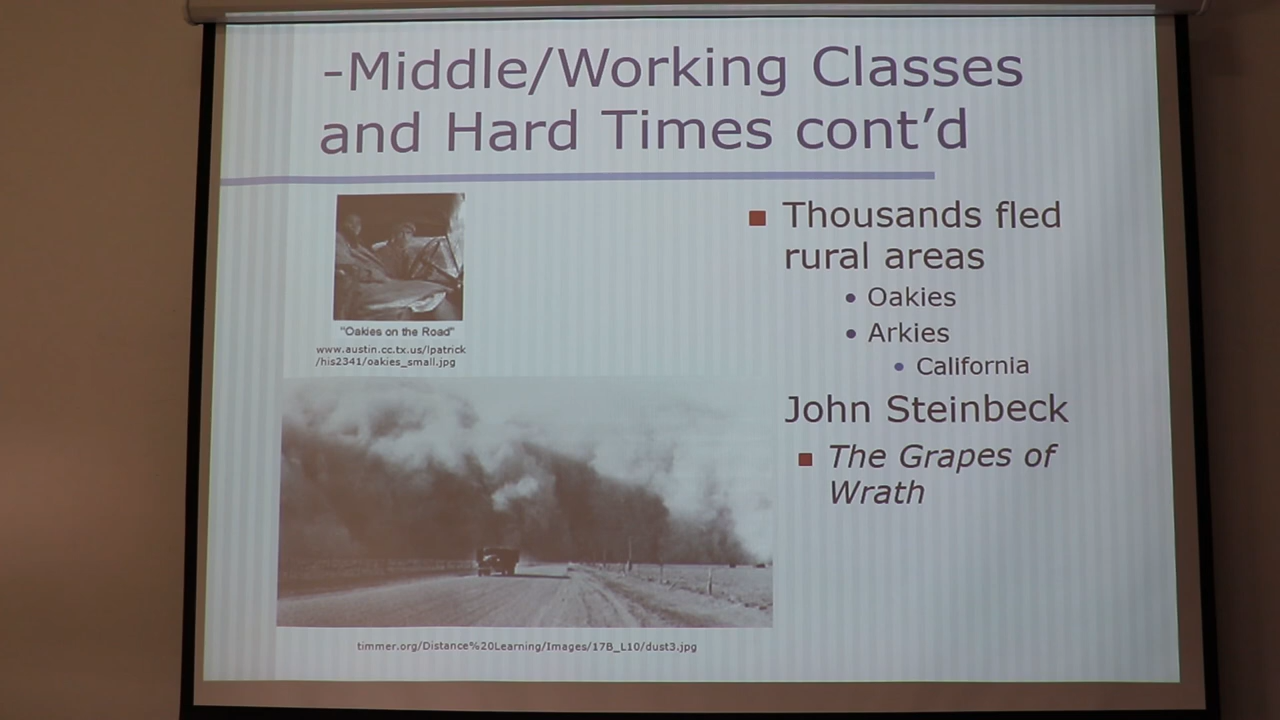 -Middle/Working Classes
and Hard Times cont'd
"Oakies on the Road"
www.austin.cc.tx.us/lpatrick
/his2341/oakies_small.jpg
timmer.org/Distance%20Learning/Images/17B_L10/dust3.jpg
Thousands fled
rural areas
Oakies
Arkies
California
John Steinbeck
The Grapes of
Wrath